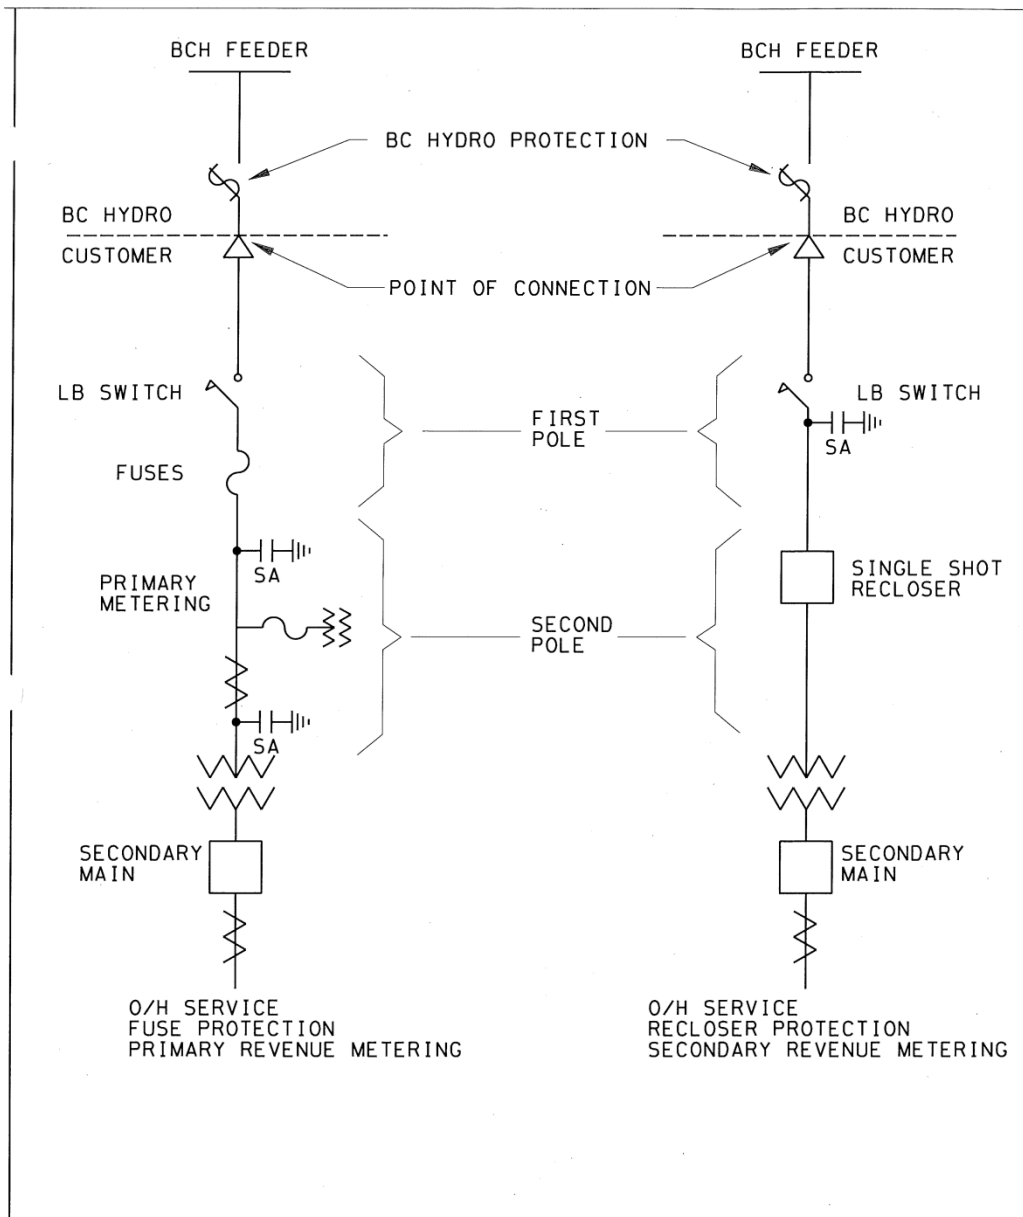 BCH FEEDER
BCH FEEDER
BC HYDRO PROTECTION
BC HYDRO
BC HYDRO
CUSTOMER
CUSTOMER
POINT OF CONNECTION
LB SWITCH
LB SWITCH
FIRST
POLE
SA
FUSES
SA
PRIMARY
METERING
SINGLE SHOT
RECLOSER
SECOND
POLE
SA
SECONDARY
MAIN
SECONDARY
MAIN
O/H SERVICE
FUSE PROTECTION
PRIMARY REVENUE METERING
O/H SERVICE
RECLOSER PROTECTION
SECONDARY REVENUE METERING